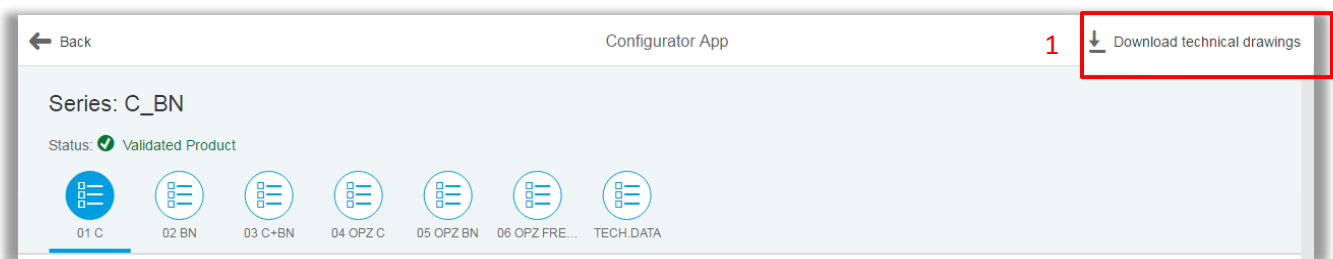 Back
Configurator App
1
Download technical drawings
Series: C_BN
Status: Validated Product
01 C
02 BN
03 C+BN
04 OPZ C
05 OPZ BN
06 OPZ FRE...
TECH.DATA